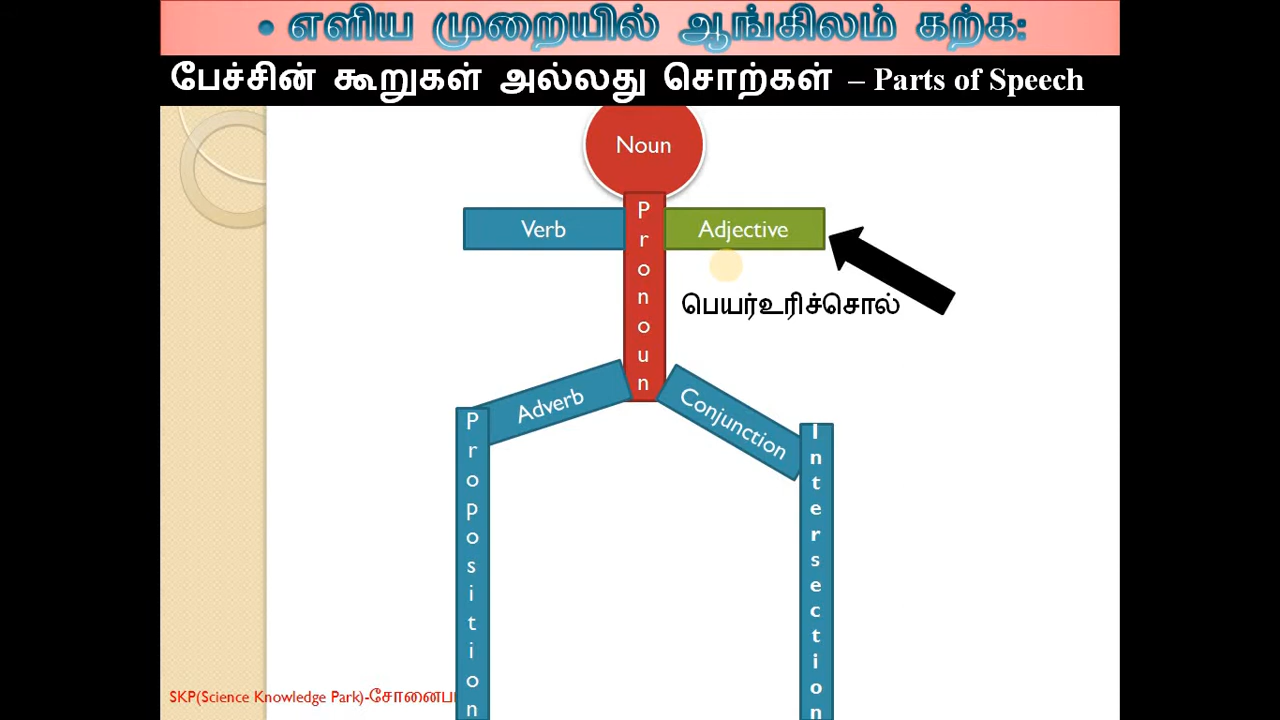 • எளிய முறையில் ஆங்கிலம் கற்க:
பேச்சின் கூறுகள் அல்லது சொற்கள் – Parts of Speech
Noun
Verb
Pronoun
Adjective
பெயர்உரிச்சொல்
Adverb
Conjunction
Proposition
Intersection
SKP(Science Knowledge Park)-